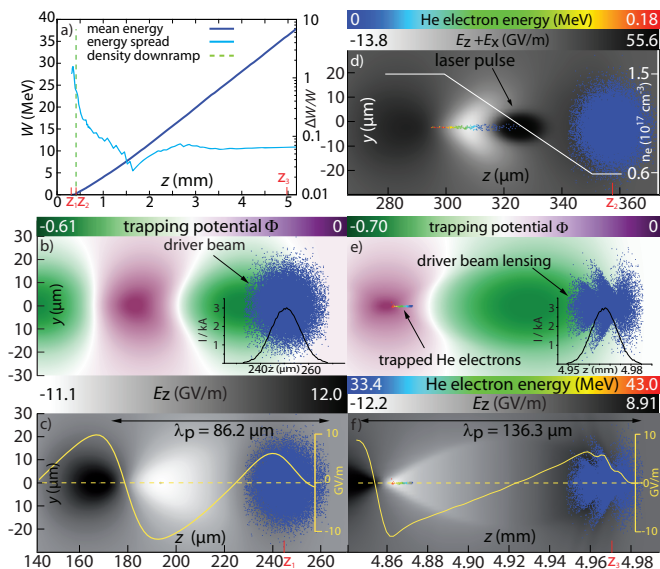 a)
mean energy
energy spread
density downramp
W (MeV)
40
35
30
25
20
15
10
5
0
10
1
0.1
0.01
ΔW/W
0 1 2 3 4 5
z (mm)
z₁ z₂ z₃
0 He electron energy (MeV) 0.18
-13.8 Ez +Ex (GV/m) 55.6
d)
laser pulse
y (μm)
20
10
0
-10
-20
1.5
0.6
nₑ (10¹⁷ cm⁻³)
280 300 z (μm) 340 360
z₂
-0.61 trapping potential Φ 0
b)
driver beam
y (μm)
30
20
10
0
-10
-20
-30
I / kA
3
2
1
0
240 z (μm) 260
-0.70 trapping potential Φ 0
e)
driver beam lensing
trapped He electrons
I / kA
3
2
1
0
4.95 z (mm) 4.98
-11.1 Ez (GV/m) 12.0
c)
λp = 86.2 μm
y (μm)
20
10
0
-10
-20
-30
10
GV/m
-10
140 160 180 200 220 240 260
z (μm)
z₁
33.4 He electron energy (MeV) 43.0
-12.2 Ez (GV/m) 8.91
f)
λp = 136.3 μm
10
GV/m
-10
z (mm)
z₃
4.86 4.88 4.90 4.92 4.94 4.96 4.98